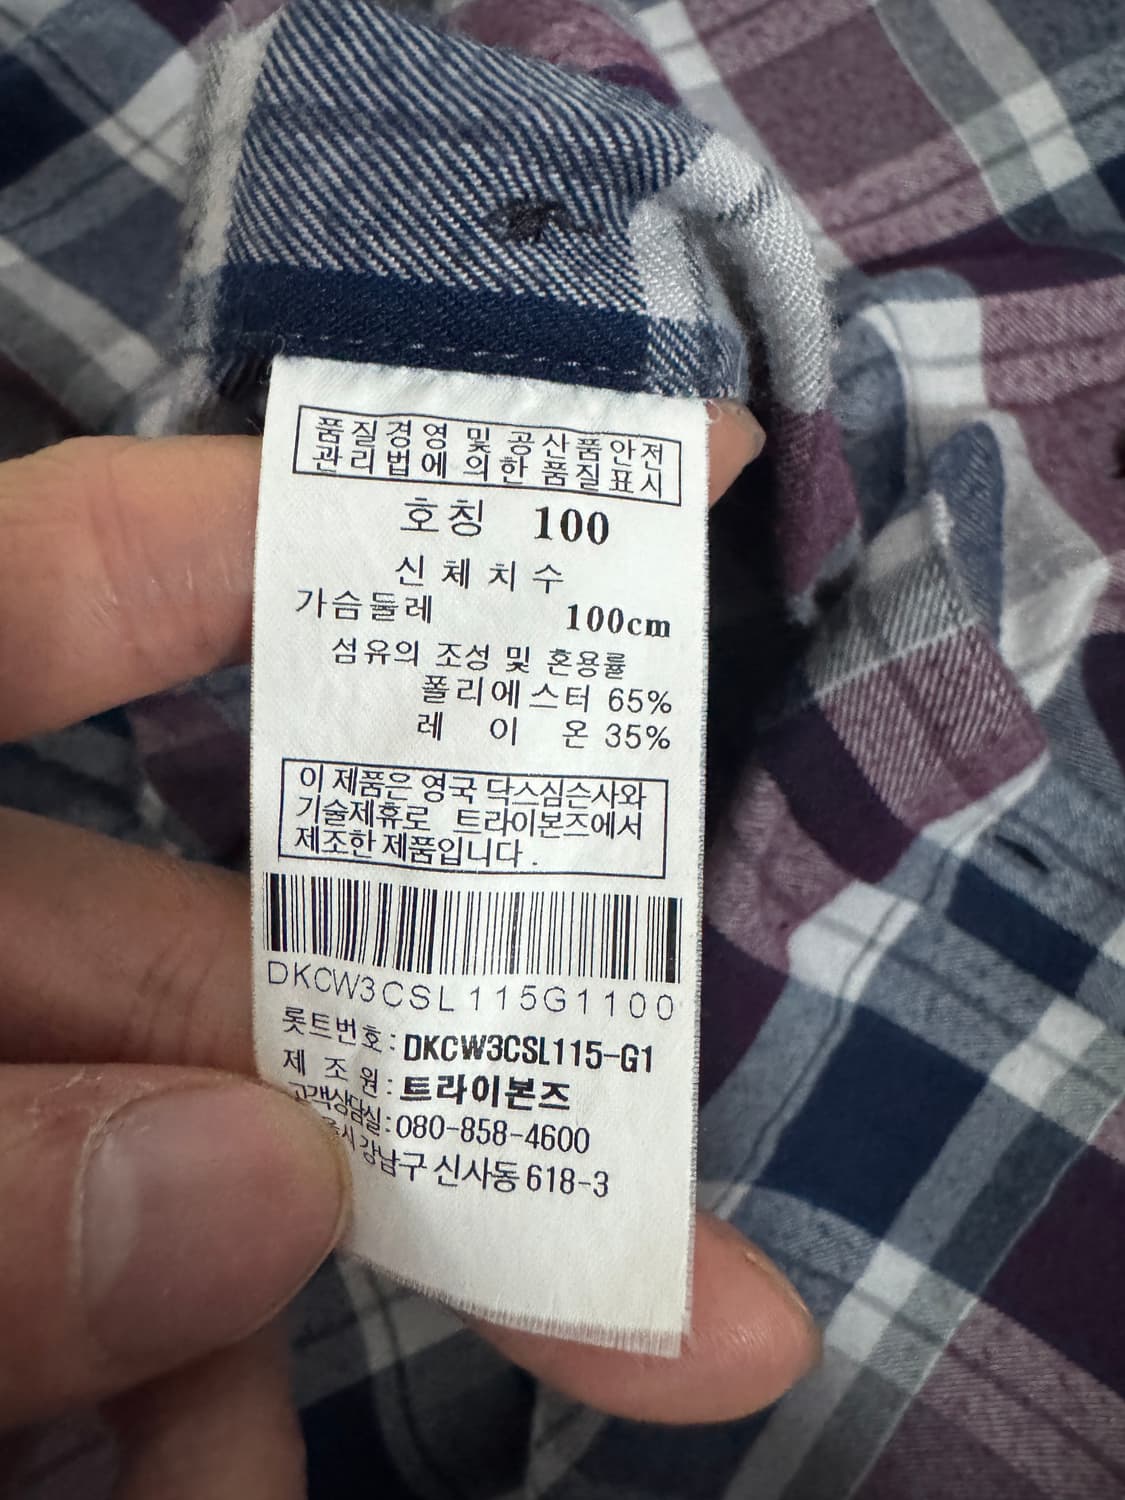 품질경영 및 공산품안전
관리법에 의한 품질표시
호칭 100
신체치수
가슴둘레 100cm
섬유의 조성 및 혼용률
폴리에스터 65%
레 이 온 35%
이 제품은 영국 닥스심슨사와
기술제휴로 트라이본즈에서
제조한 제품입니다.
DKCW3CSL115G1100
롯트번호:DKCW3CSL115-G1
제 조 원:트라이본즈
고객상담실:080-858-4600
강남구 신사동 618-3